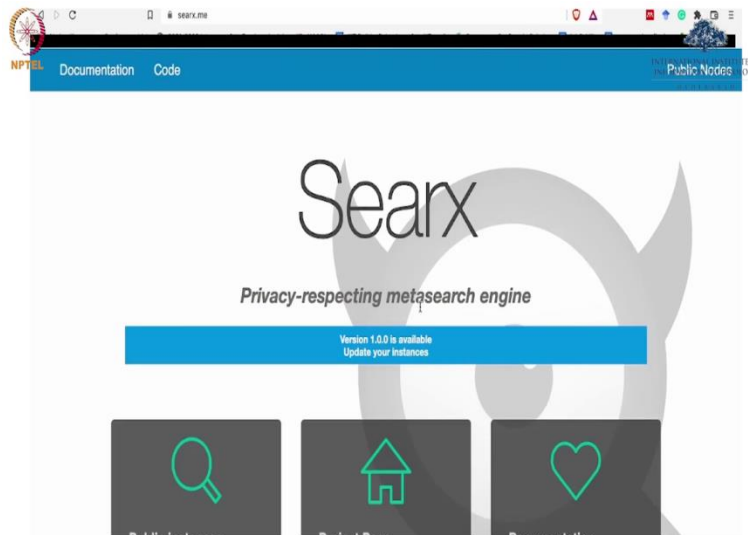 searx.me
NPTEL
Documentation Code
Public Nodes
Searx
Privacy-respecting metasearch engine
Version 1.0.0 is available
Update your instances